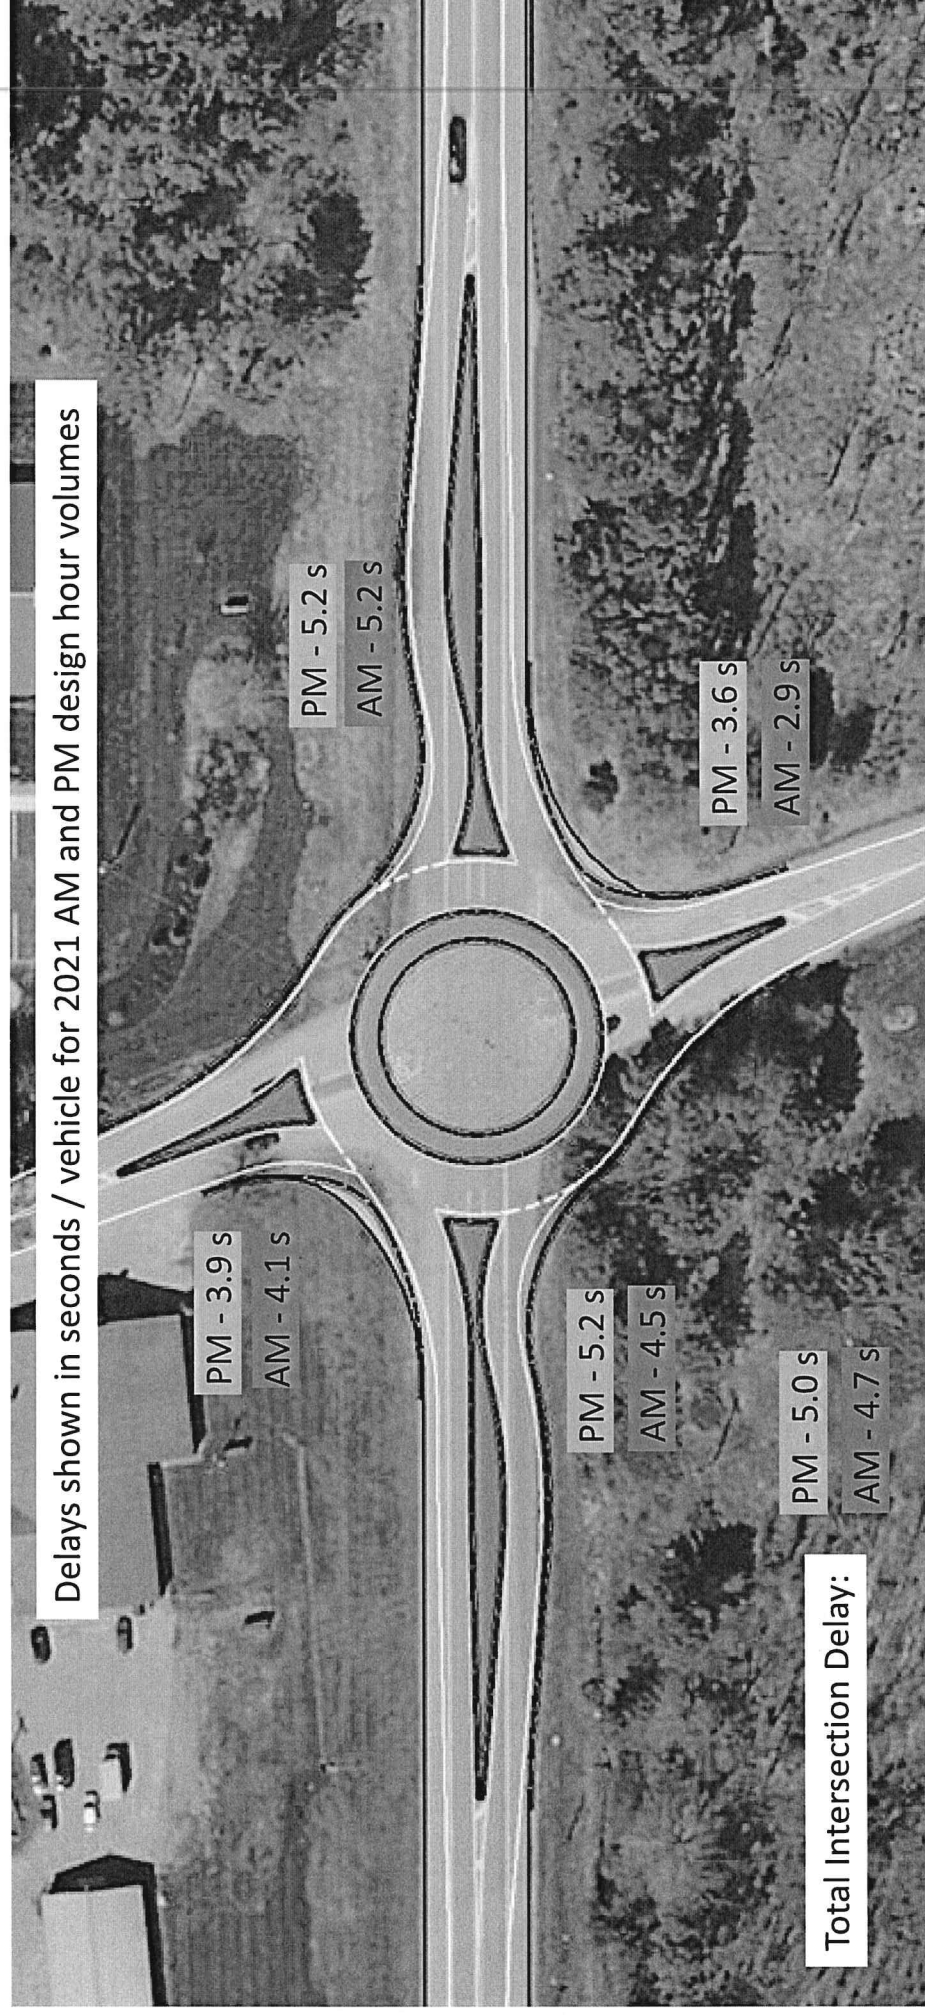 Delays shown in seconds / vehicle for 2021 AM and PM design hour volumes
PM - 3.9 s
AM - 4.1 s
PM - 5.2 s
AM - 5.2 s
PM - 5.2 s
AM - 4.5 s
PM - 3.6 s
AM - 2.9 s
Total Intersection Delay:
PM - 5.0 s
AM - 4.7 s